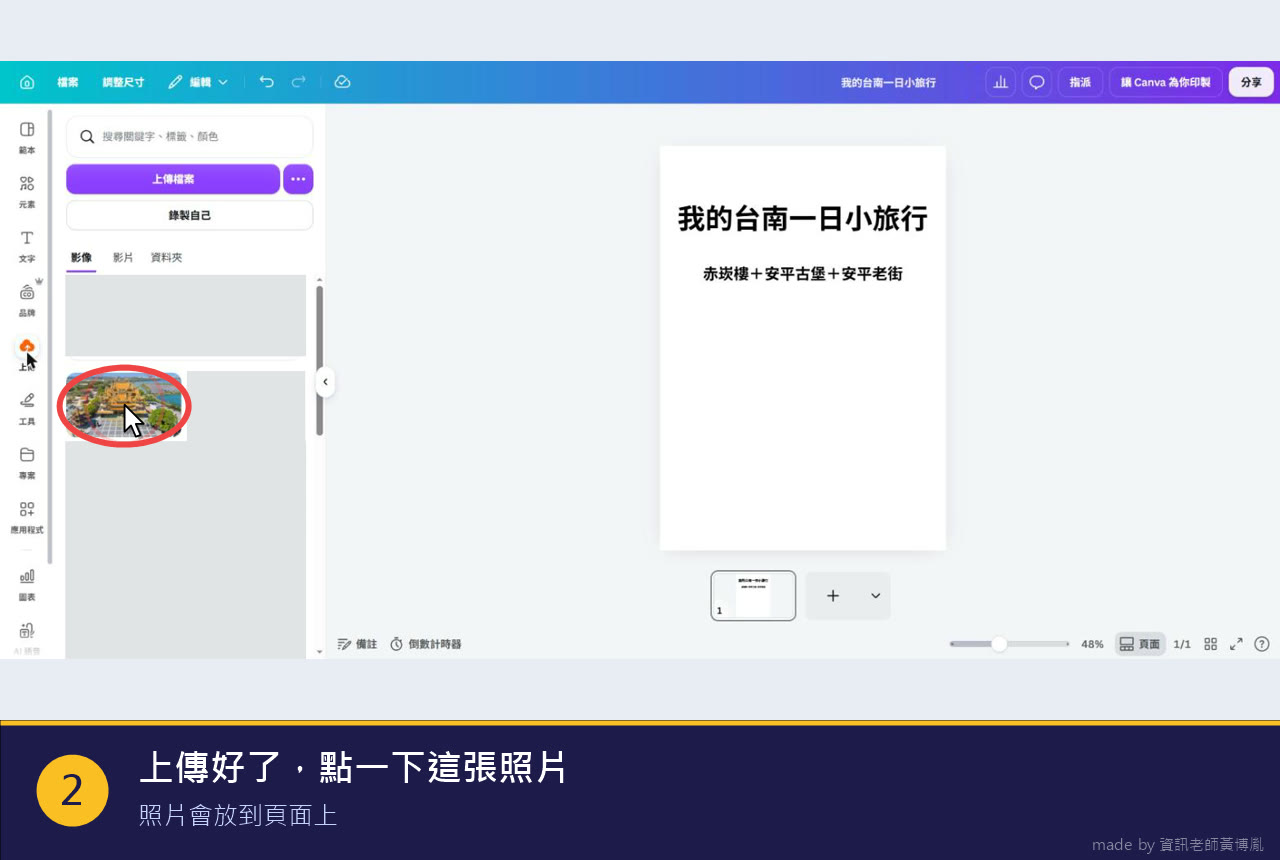 檔案 調整尺寸 編輯 我的台南一日小旅行 指派 讓 Canva 為你印製 分享
範本
元素
文字
品牌
工具
專案
應用程式
圖表
AI 語音
搜尋關鍵字、標籤、顏色
上傳檔案
錄製自己
影像 影片 資料夾
我的台南一日小旅行
赤崁樓＋安平古堡＋安平老街
1
備註 倒數計時器 48% 頁面 1/1
2
上傳好了，點一下這張照片
照片會放到頁面上
made by 資訊老師黃博胤